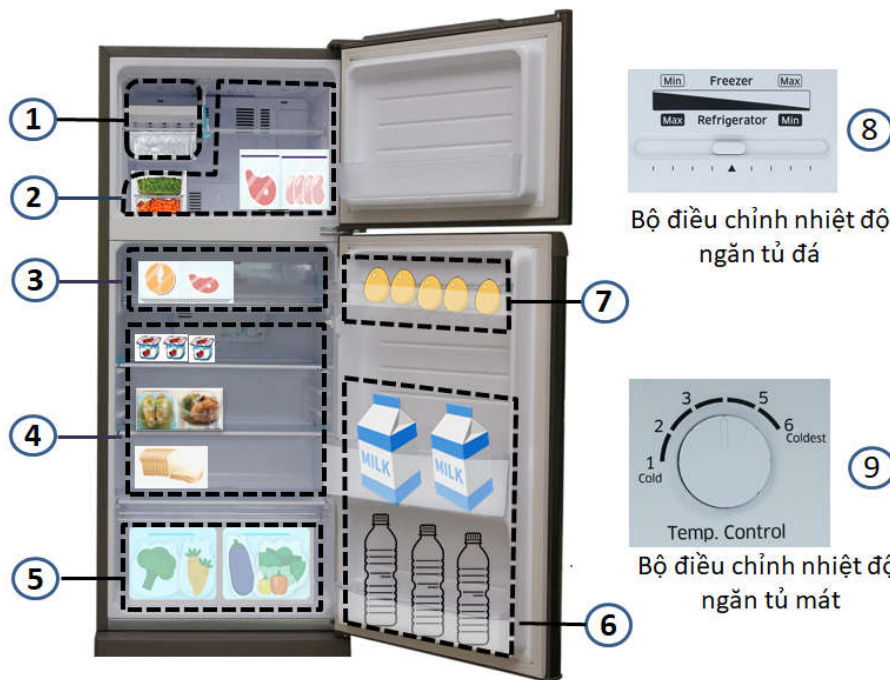 1
2
3
4
5
6
7
MILK
MILK
Min Freezer Max
Max Refrigerator Min
8
Bộ điều chỉnh nhiệt độ
ngăn tủ đá
3 5
2 6
1 Coldest
Cold
Temp. Control
9
Bộ điều chỉnh nhiệt độ
ngăn tủ mát